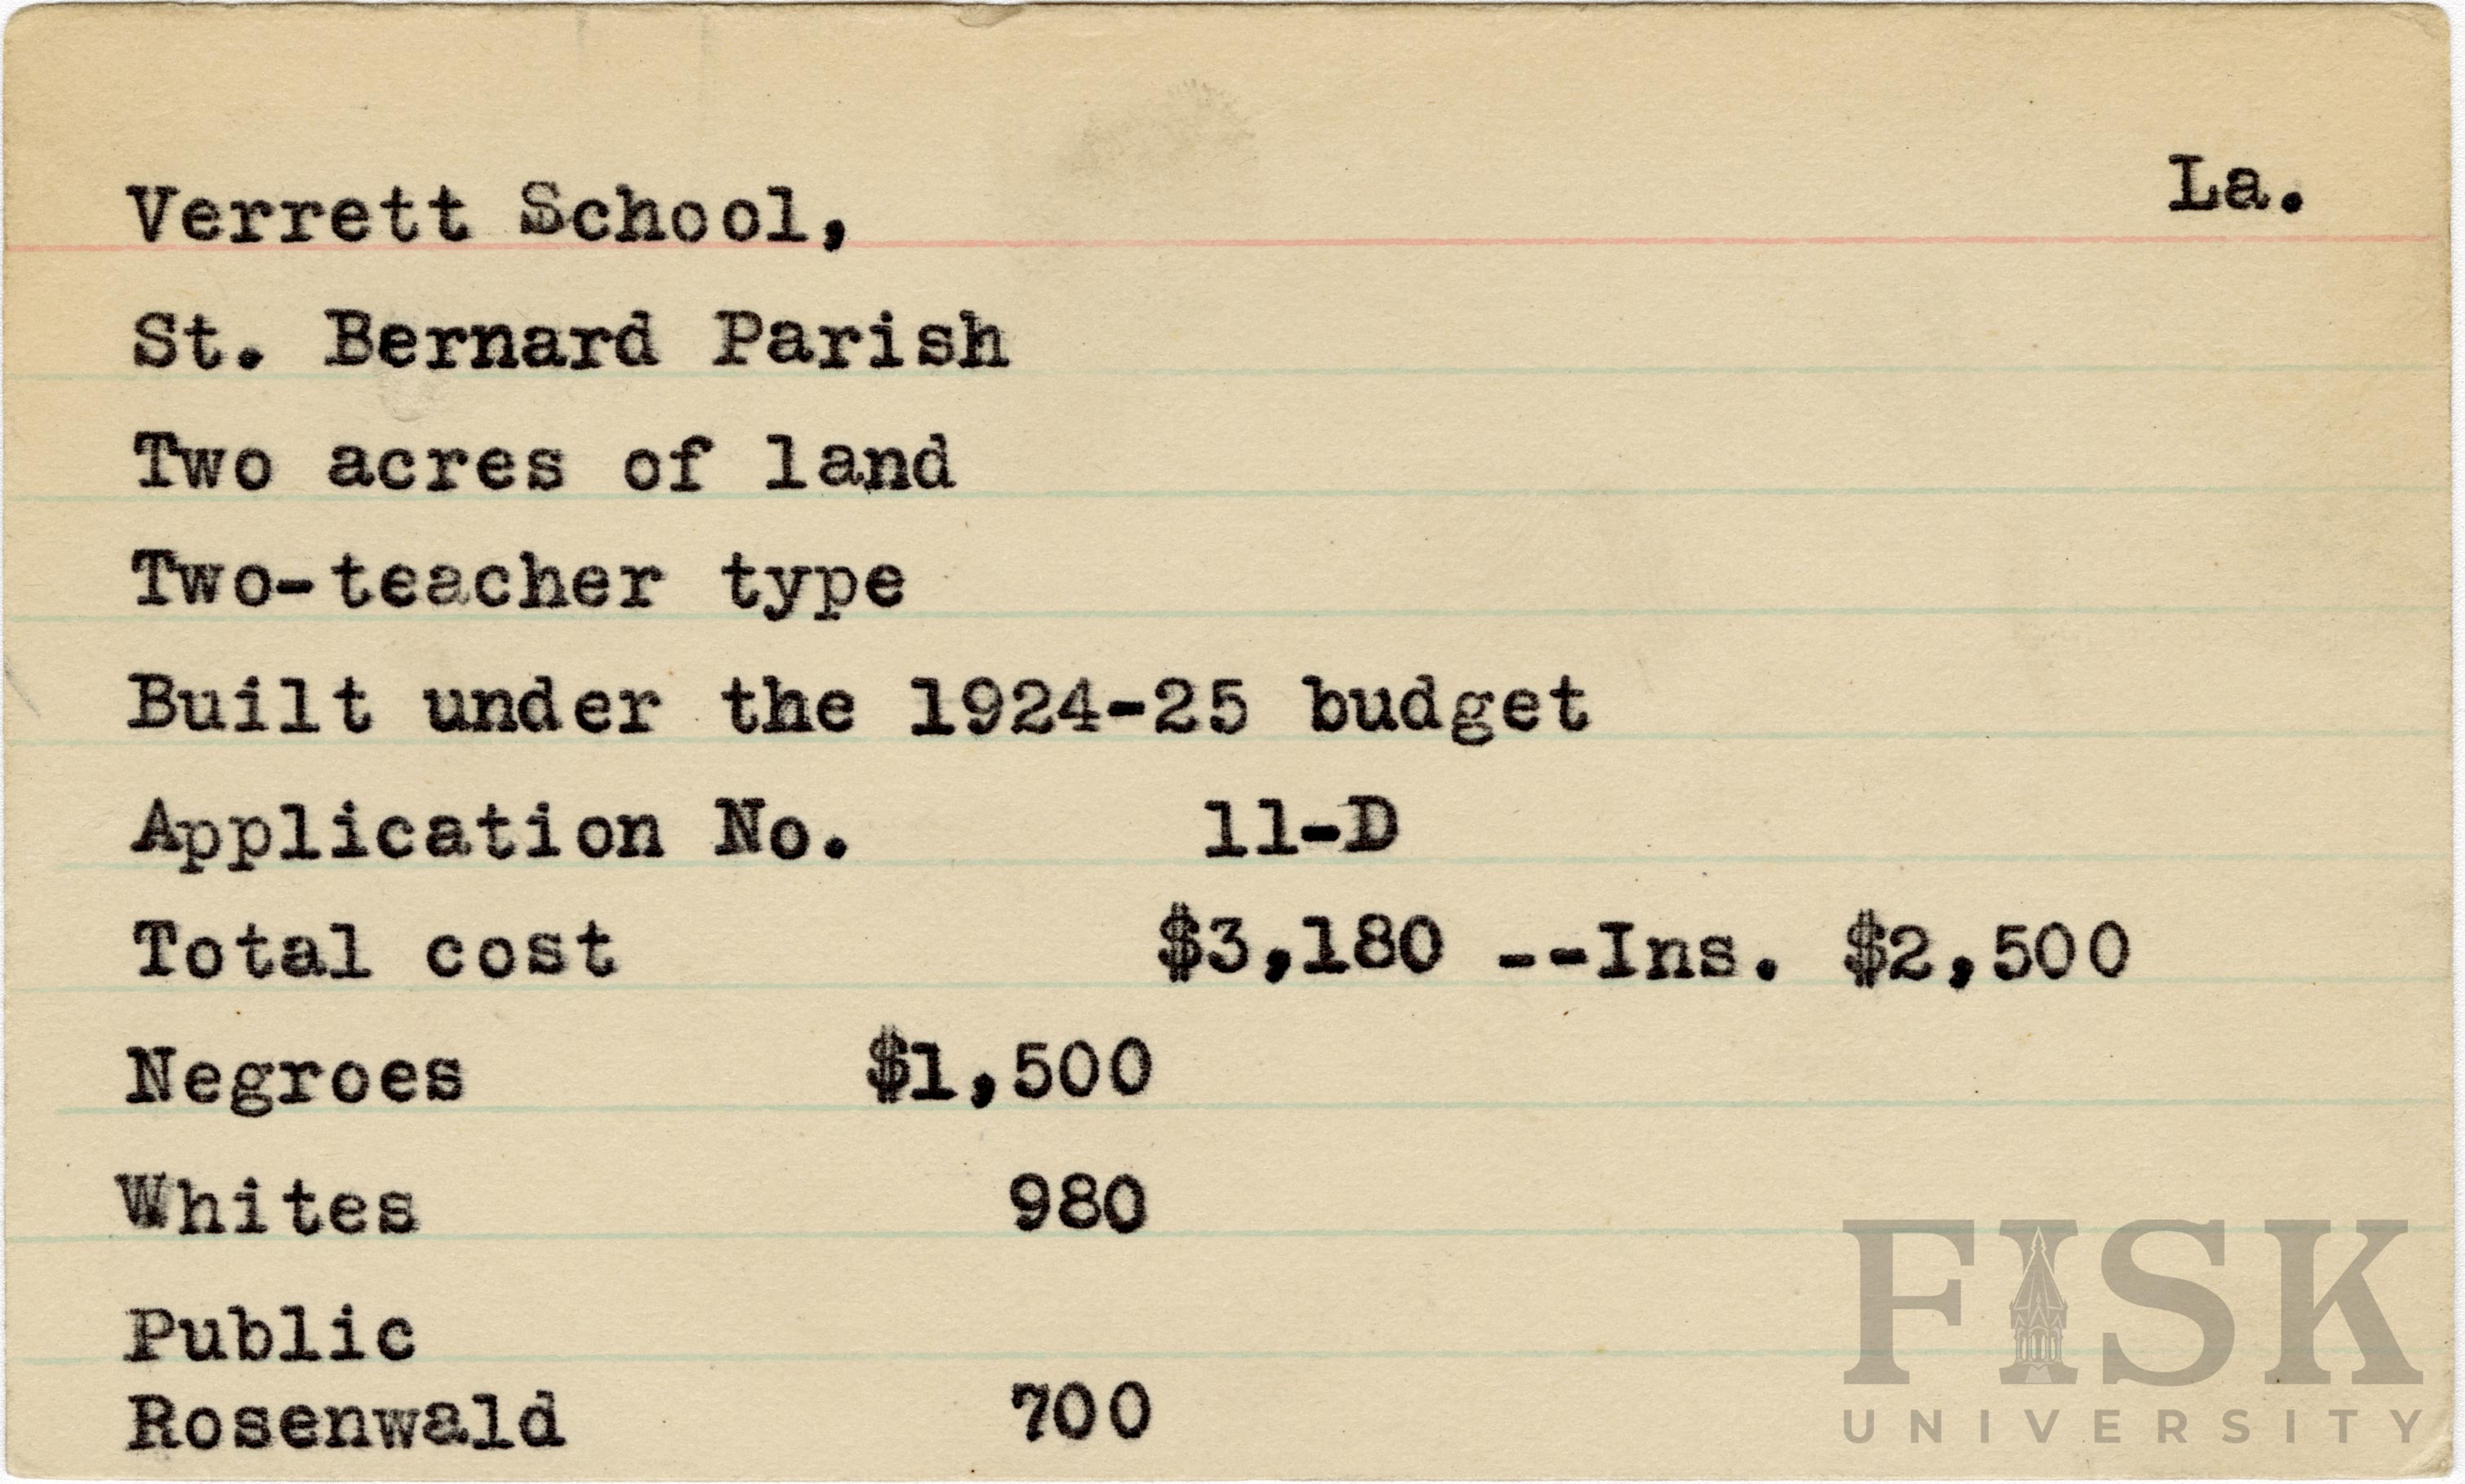 Verrett School, La.
St. Bernard Parish
Two acres of land
Two-teacher type
Built under the 1924-25 budget
Application No. 11-D
Total cost $3,180 --Ins. $2,500
Negroes $1,500
Whites 980
Public
Rosenwald 700
FISK
UNIVERSITY